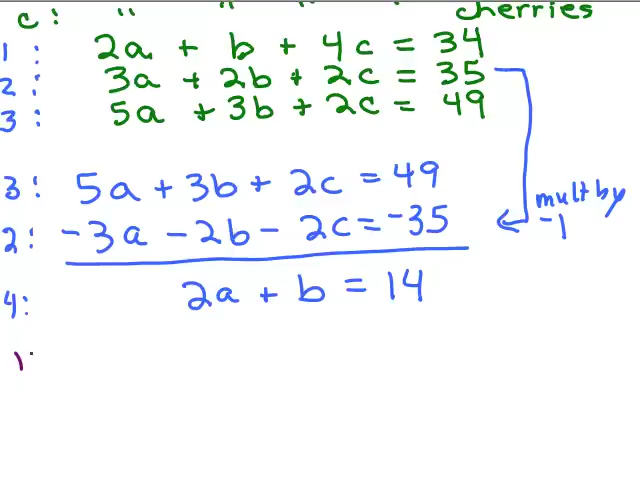 c: " " " . cherries
1: 2a + b + 4c = 34
2: 3a + 2b + 2c = 35
3: 5a + 3b + 2c = 49
3: 5a + 3b + 2c = 49
2: -3a - 2b - 2c = -35
mult by
-1
4: 2a + b = 14
1: